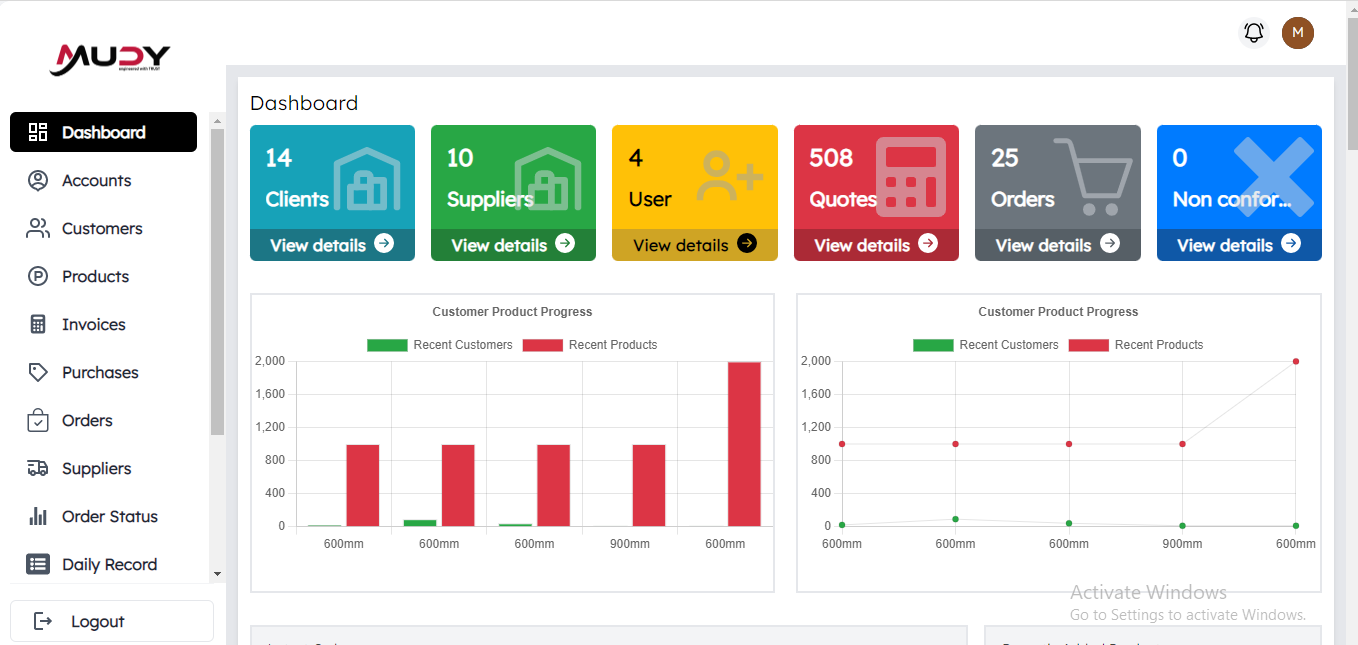 M
MUDY
Dashboard
Accounts
Customers
Products
Invoices
Purchases
Orders
Suppliers
Order Status
Daily Record
Logout
Dashboard
14
Clients
View details
10
Suppliers
View details
4
User
View details
508
Quotes
View details
25
Orders
View details
0
Non confor...
View details
Customer Product Progress
Recent Customers Recent Products
2,000
1,600
1,200
800
400
0
600mm 600mm 600mm 900mm 600mm
Customer Product Progress
Recent Customers Recent Products
2,000
1,600
1,200
800
400
0
600mm 600mm 600mm 900mm 600mm
Activate Windows
Go to Settings to activate Windows.